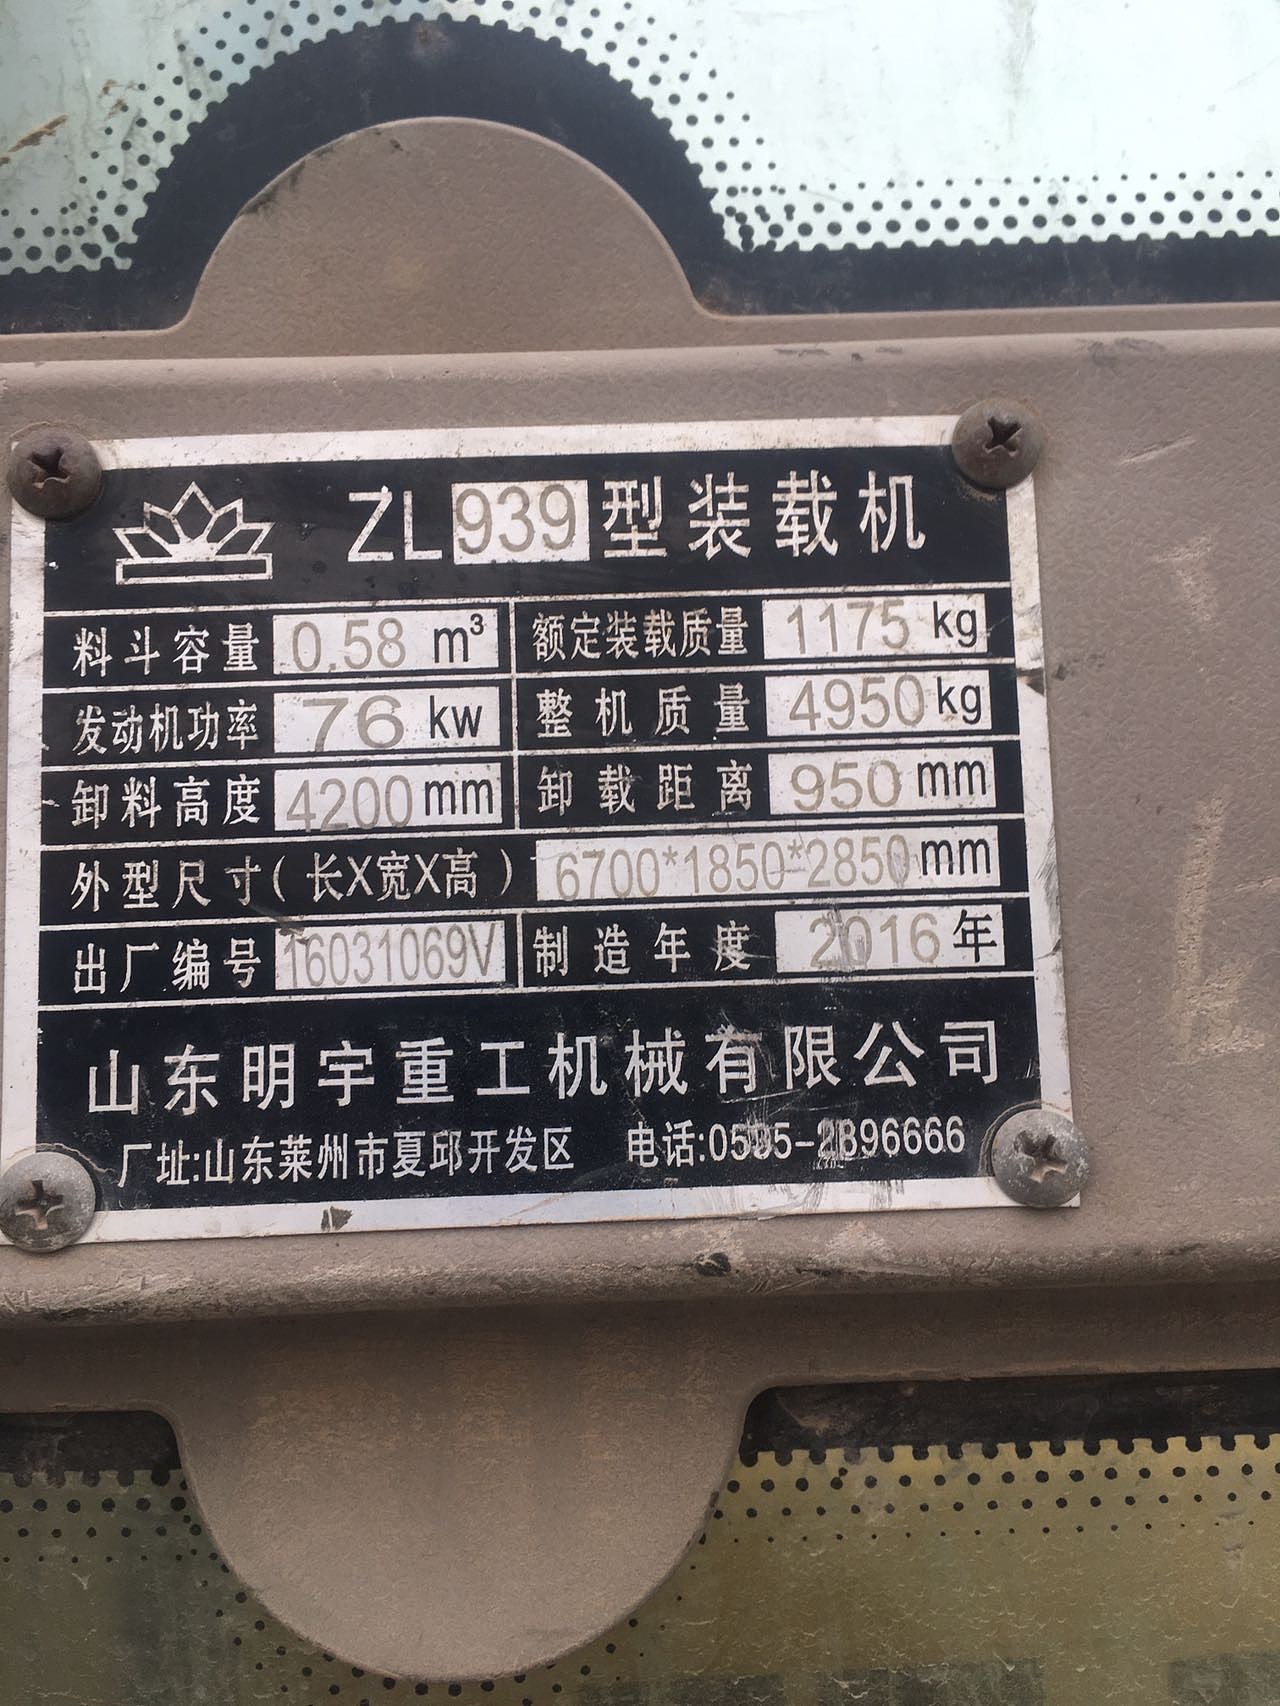 ZL939型装载机
料斗容量 0.58 m³ 额定装载质量 1175 kg
发动机功率 76 kw 整机质量 4950 kg
卸料高度 4200 mm 卸载距离 950 mm
外型尺寸(长X宽X高) 6700*1850*2850 mm
出厂编号 16031069V 制造年度 2016 年
山东明宇重工机械有限公司
厂址:山东莱州市夏邱开发区 电话:0535-2896666